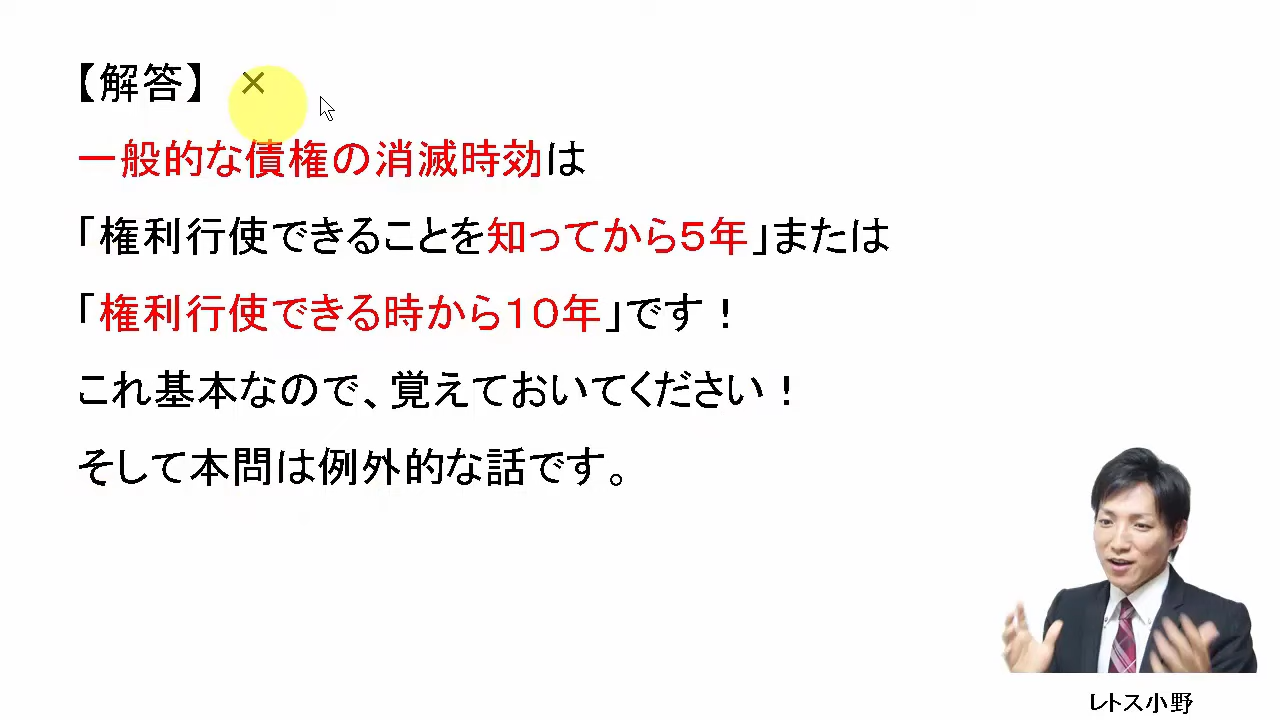 【解答】 ×
一般的な債権の消滅時効は
「権利行使できることを知ってから５年」または
「権利行使できる時から１０年」です！
これ基本なので、覚えておいてください！
そして本問は例外的な話です。
レトス小野